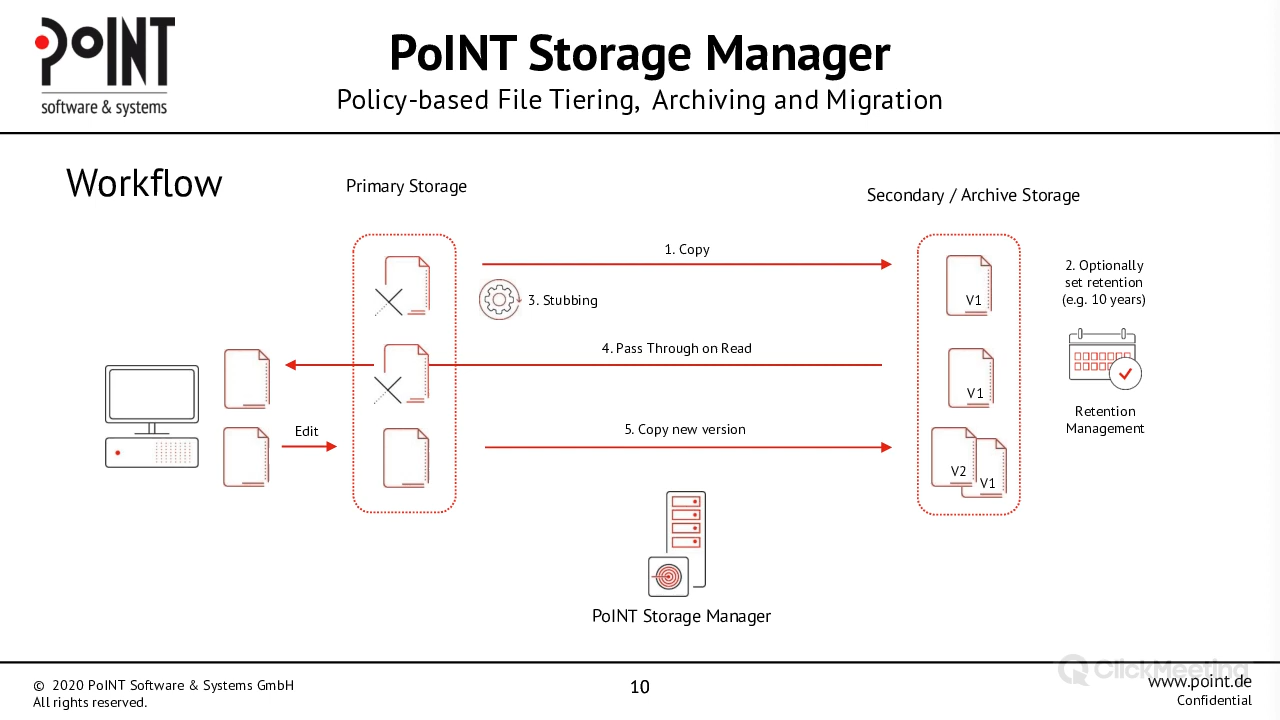 PoINT
software & systems
PoINT Storage Manager
Policy-based File Tiering, Archiving and Migration
Workflow
Primary Storage
Secondary / Archive Storage
1. Copy
2. Optionally
set retention
(e.g. 10 years)
V1
3. Stubbing
4. Pass Through on Read
V1
Retention
Management
Edit
5. Copy new version
V2
V1
PoINT Storage Manager
ClickMeeting
© 2020 PoINT Software & Systems GmbH
All rights reserved.
10
www.point.de
Confidential